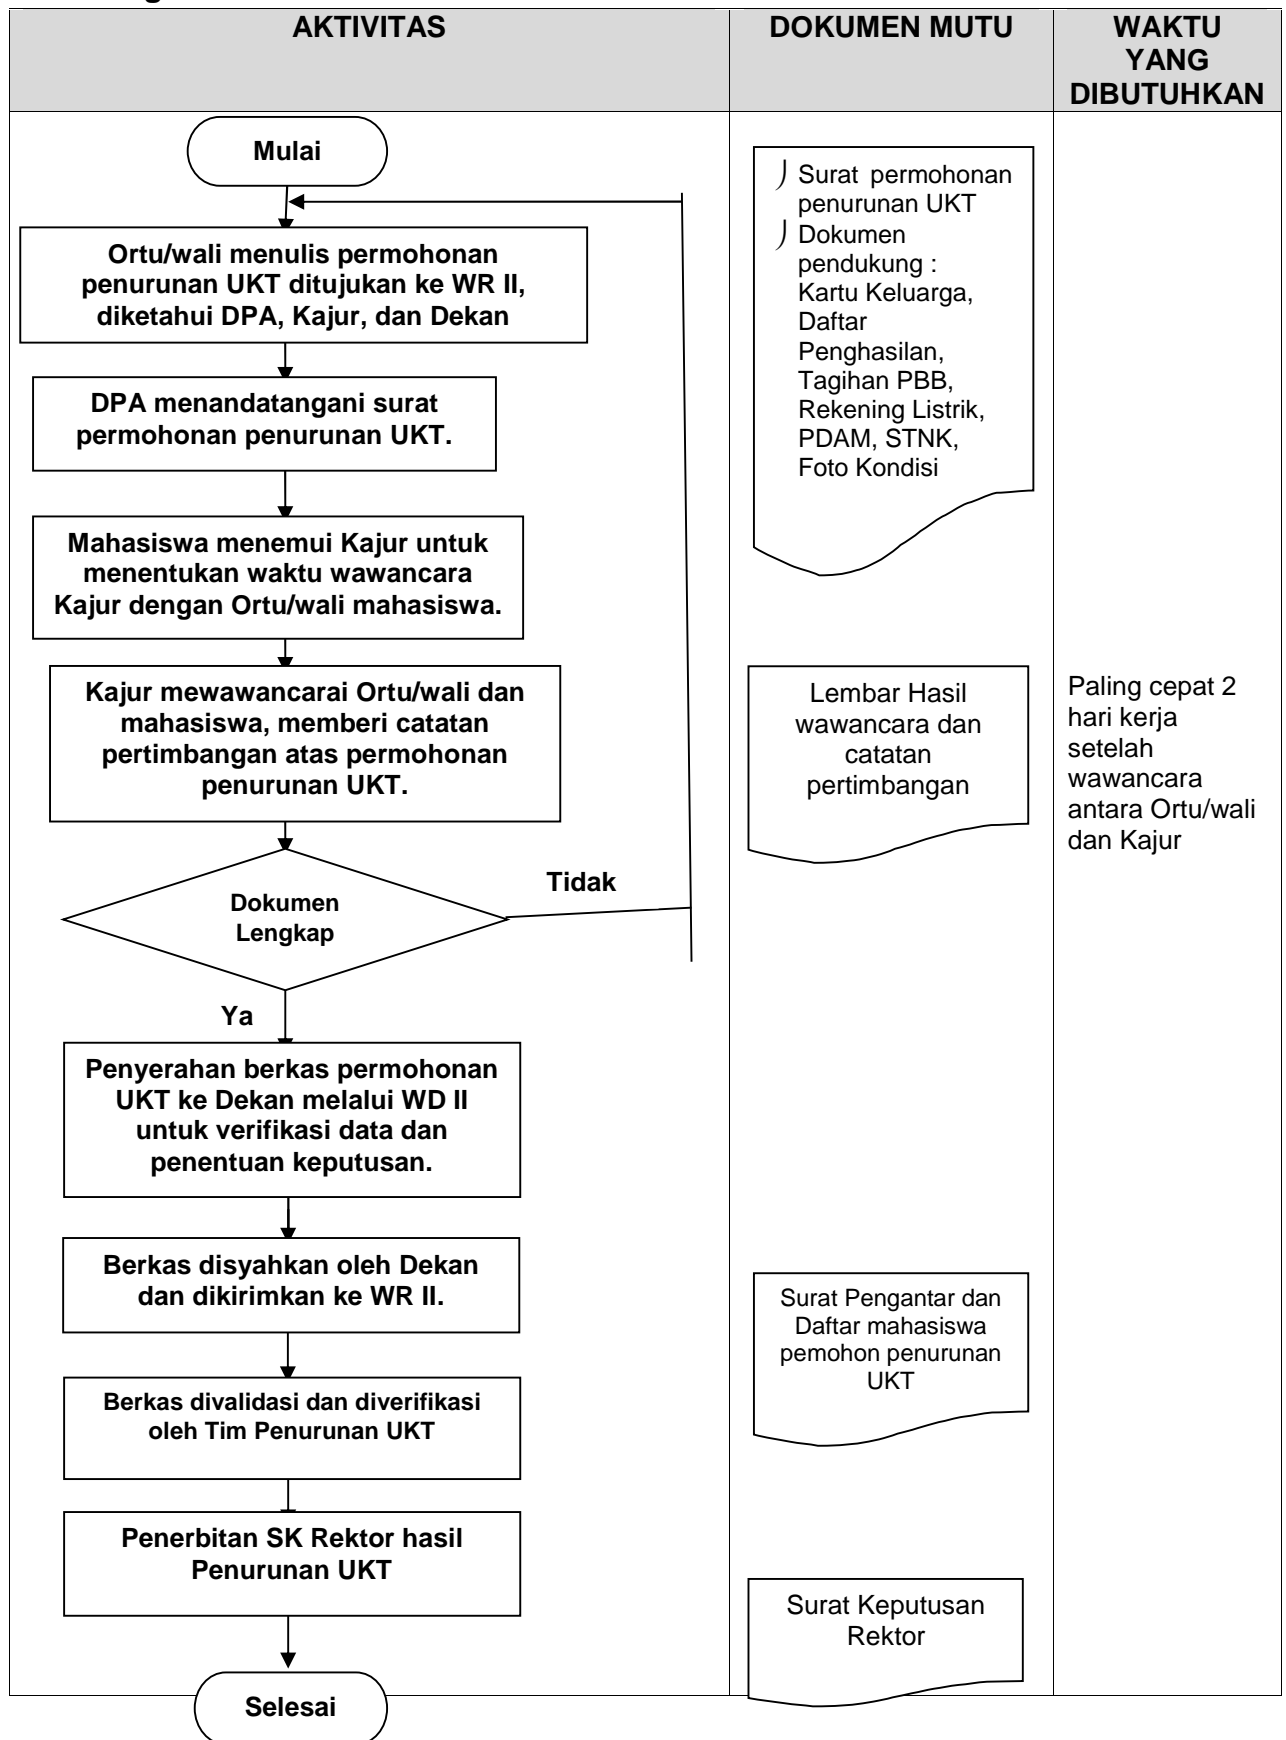 AKTIVITAS
DOKUMEN MUTU
WAKTU
YANG
DIBUTUHKAN
Mulai
Ortu/wali menulis permohonan
penurunan UKT ditujukan ke WR II,
diketahui DPA, Kajur, dan Dekan
DPA menandatangani surat
permohonan penurunan UKT.
Mahasiswa menemui Kajur untuk
menentukan waktu wawancara
Kajur dengan Ortu/wali mahasiswa.
Kajur mewawancarai Ortu/wali dan
mahasiswa, memberi catatan
pertimbangan atas permohonan
penurunan UKT.
Dokumen
Lengkap
Tidak
Ya
Penyerahan berkas permohonan
UKT ke Dekan melalui WD II
untuk verifikasi data dan
penentuan keputusan.
Berkas disyahkan oleh Dekan
dan dikirimkan ke WR II.
Berkas divalidasi dan diverifikasi
oleh Tim Penurunan UKT
Penerbitan SK Rektor hasil
Penurunan UKT
Selesai
Surat permohonan
penurunan UKT
Dokumen
pendukung :
Kartu Keluarga,
Daftar
Penghasilan,
Tagihan PBB,
Rekening Listrik,
PDAM, STNK,
Foto Kondisi
Lembar Hasil
wawancara dan
catatan
pertimbangan
Surat Pengantar dan
Daftar mahasiswa
pemohon penurunan
UKT
Surat Keputusan
Rektor
Paling cepat 2
hari kerja
setelah
wawancara
antara Ortu/wali
dan Kajur